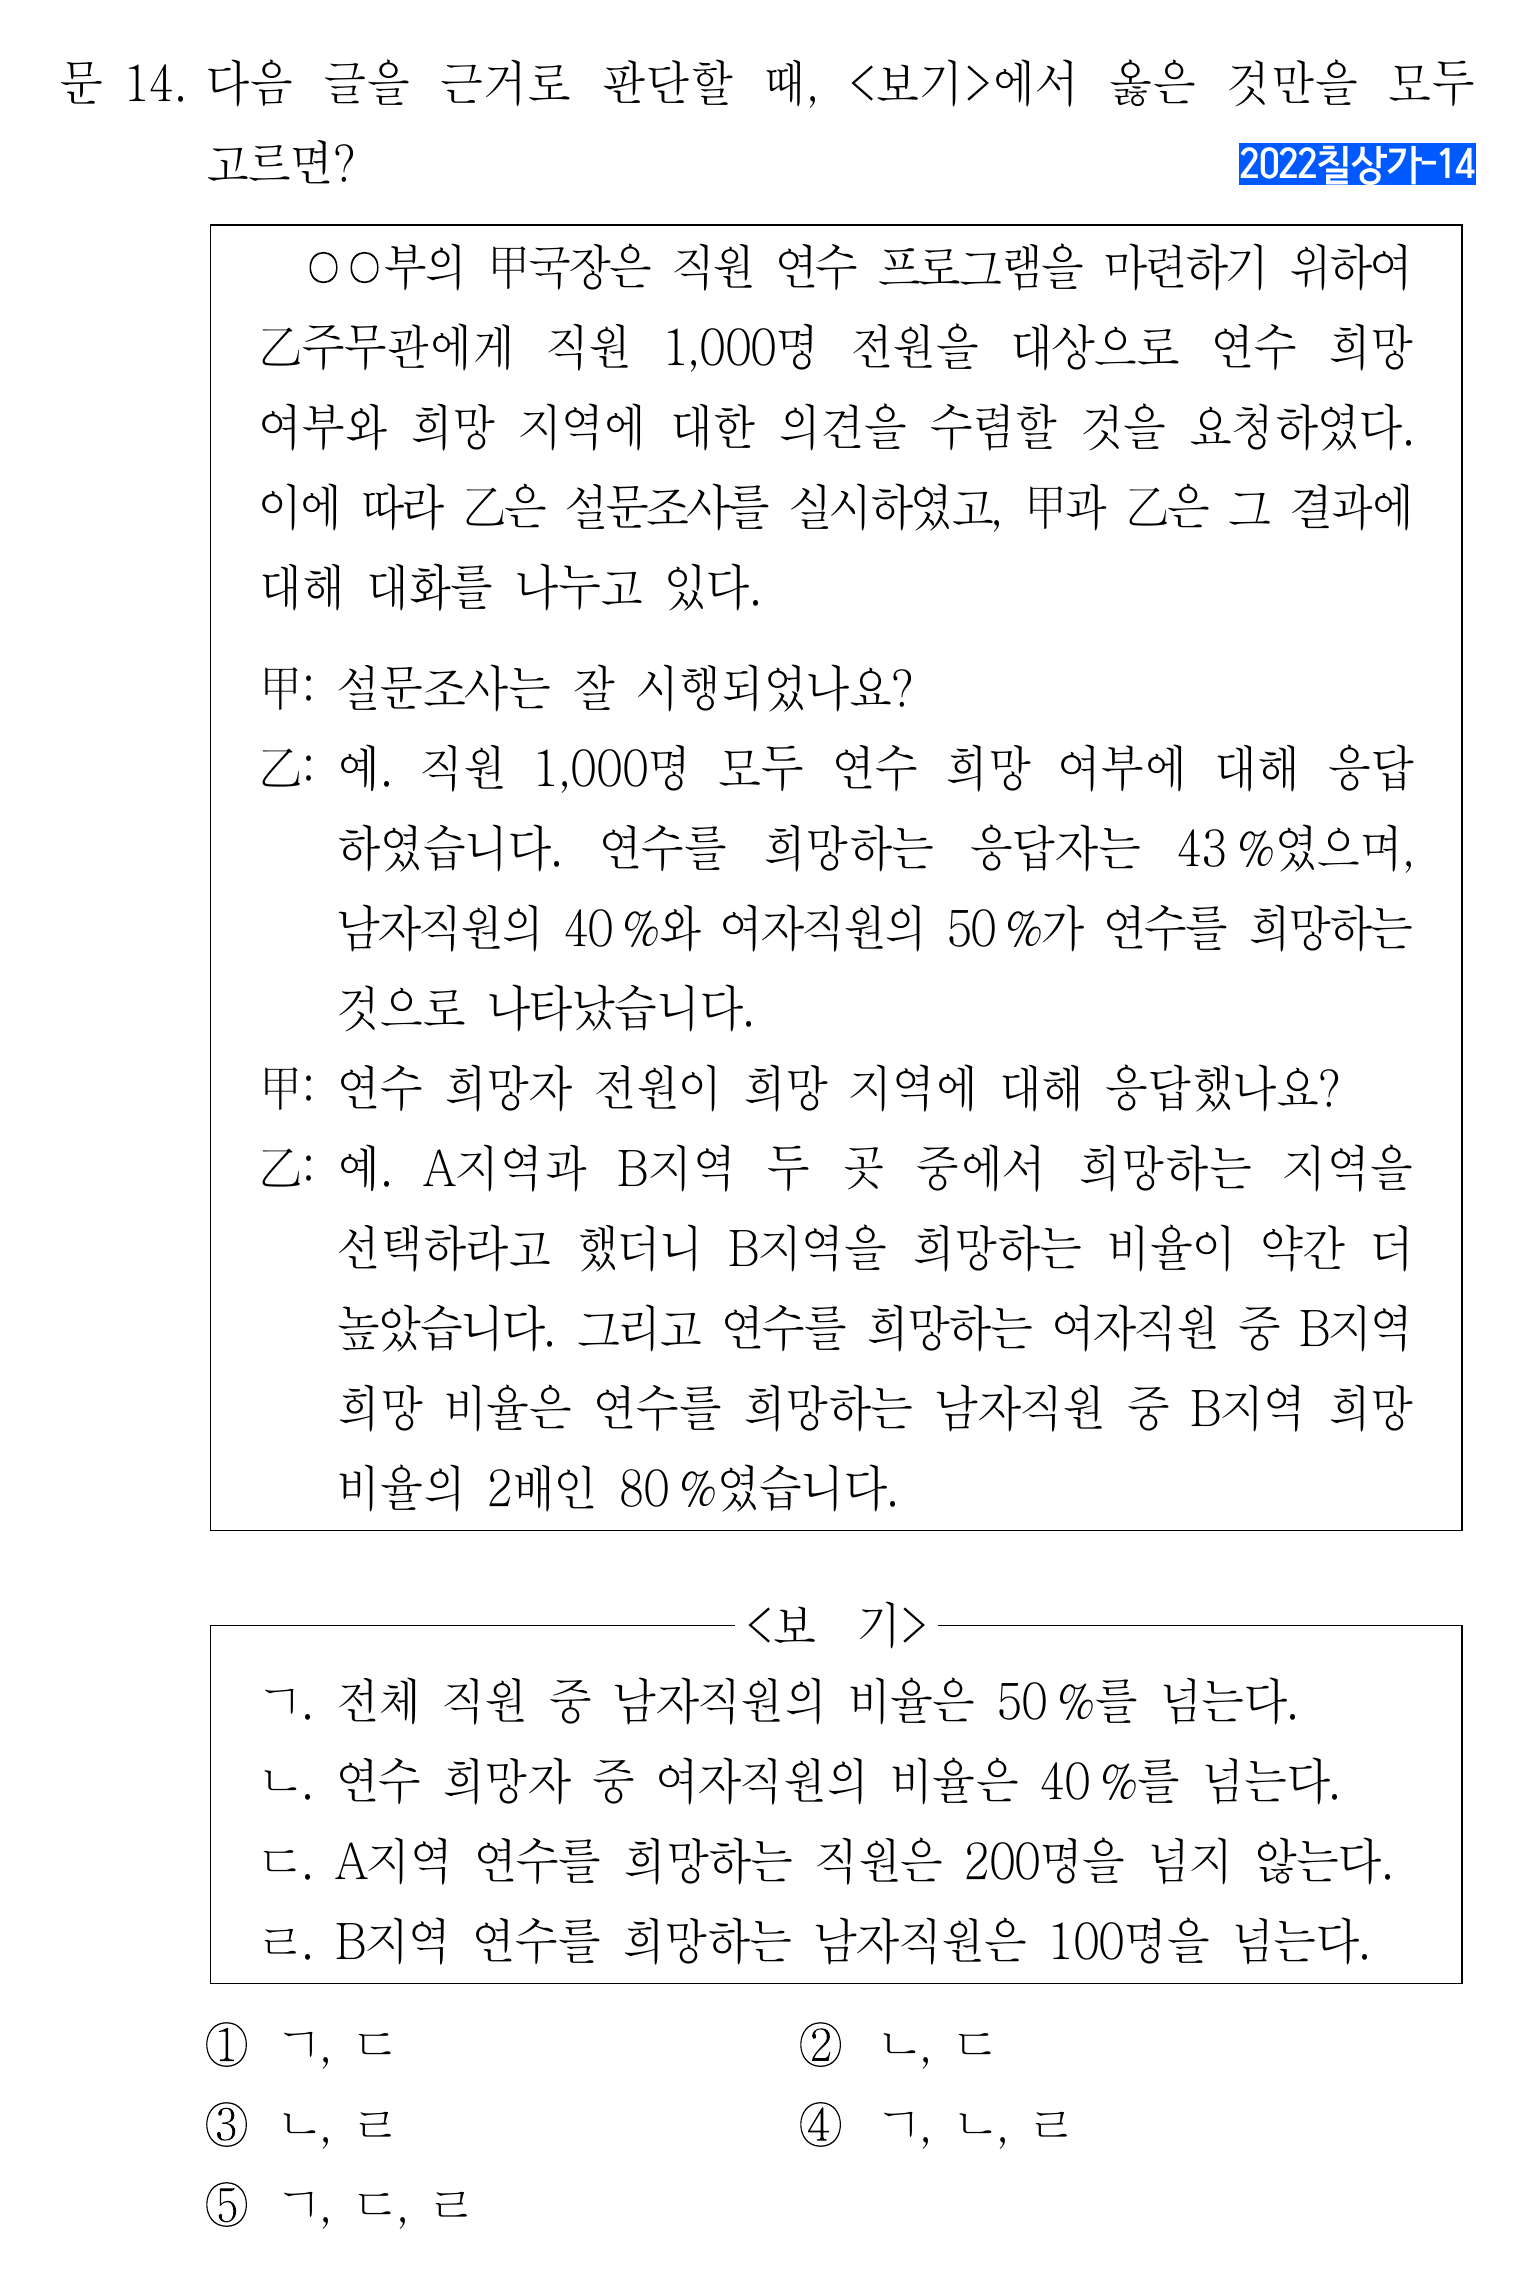 문 14. 다음 글을 근거로 판단할 때, <보기>에서 옳은 것만을 모두
고르면?
2022칠상가-14
○○부의 甲국장은 직원 연수 프로그램을 마련하기 위하여
乙주무관에게 직원 1,000명 전원을 대상으로 연수 희망
여부와 희망 지역에 대한 의견을 수렴할 것을 요청하였다.
이에 따라 乙은 설문조사를 실시하였고, 甲과 乙은 그 결과에
대해 대화를 나누고 있다.
甲: 설문조사는 잘 시행되었나요?
乙: 예. 직원 1,000명 모두 연수 희망 여부에 대해 응답
하였습니다. 연수를 희망하는 응답자는 43%였으며,
남자직원의 40%와 여자직원의 50%가 연수를 희망하는
것으로 나타났습니다.
甲: 연수 희망자 전원이 희망 지역에 대해 응답했나요?
乙: 예. A지역과 B지역 두 곳 중에서 희망하는 지역을
선택하라고 했더니 B지역을 희망하는 비율이 약간 더
높았습니다. 그리고 연수를 희망하는 여자직원 중 B지역
희망 비율은 연수를 희망하는 남자직원 중 B지역 희망
비율의 2배인 80%였습니다.
<보 기>
ㄱ. 전체 직원 중 남자직원의 비율은 50%를 넘는다.
ㄴ. 연수 희망자 중 여자직원의 비율은 40%를 넘는다.
ㄷ. A지역 연수를 희망하는 직원은 200명을 넘지 않는다.
ㄹ. B지역 연수를 희망하는 남자직원은 100명을 넘는다.
① ㄱ, ㄷ
② ㄴ, ㄷ
③ ㄴ, ㄹ
④ ㄱ, ㄴ, ㄹ
⑤ ㄱ, ㄷ, ㄹ